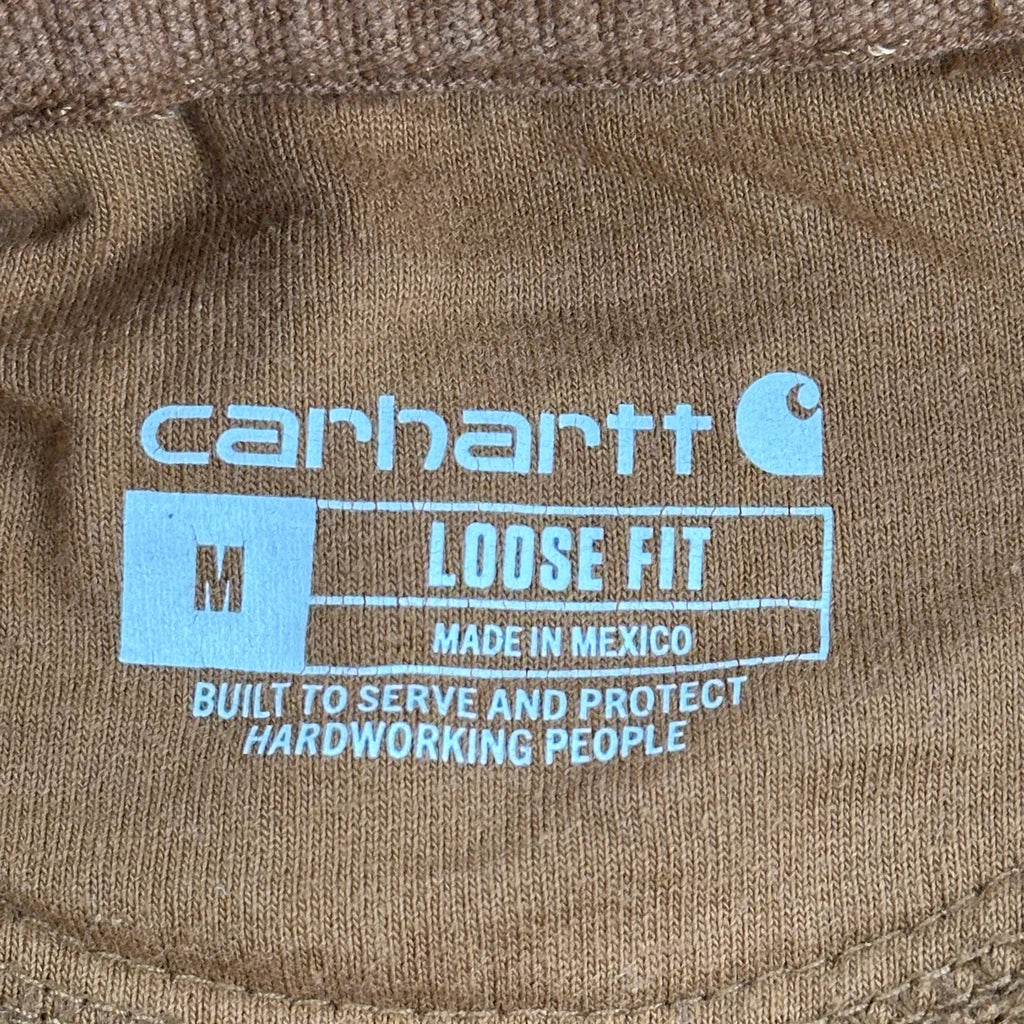 carhartt
M
LOOSE FIT
MADE IN MEXICO
BUILT TO SERVE AND PROTECT
HARDWORKING PEOPLE